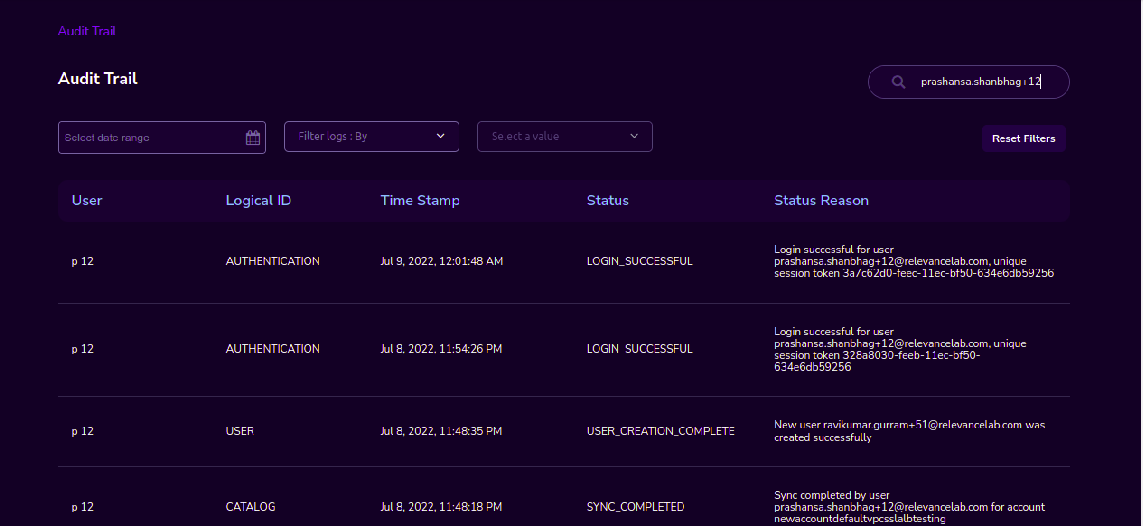 Audit Trail
Audit Trail
prashansa.shanbhag+12
Select date range
Filter logs : By
Select a value
Reset Filters
User Logical ID Time Stamp Status Status Reason
p 12 AUTHENTICATION Jul 9, 2022, 12:01:48 AM LOGIN_SUCCESSFUL
Login successful for user
prashansa.shanbhag+12@relevancelab.com, unique
session token 3a7c62d0-feec-11ec-bf50-634e6db59256
p 12 AUTHENTICATION Jul 8, 2022, 11:54:26 PM LOGIN_SUCCESSFUL
Login successful for user
prashansa.shanbhag+12@relevancelab.com, unique
session token 328a8030-feeb-11ec-bf50-
634e6db59256
p 12 USER Jul 8, 2022, 11:48:35 PM USER_CREATION_COMPLETE
New user ravikumar.gurram+51@relevancelab.com was
created successfully
p 12 CATALOG Jul 8, 2022, 11:48:18 PM SYNC_COMPLETED
Sync completed by user
prashansa.shanbhag+12@relevancelab.com for account
newaccountdefaultvpcsslalbtesting